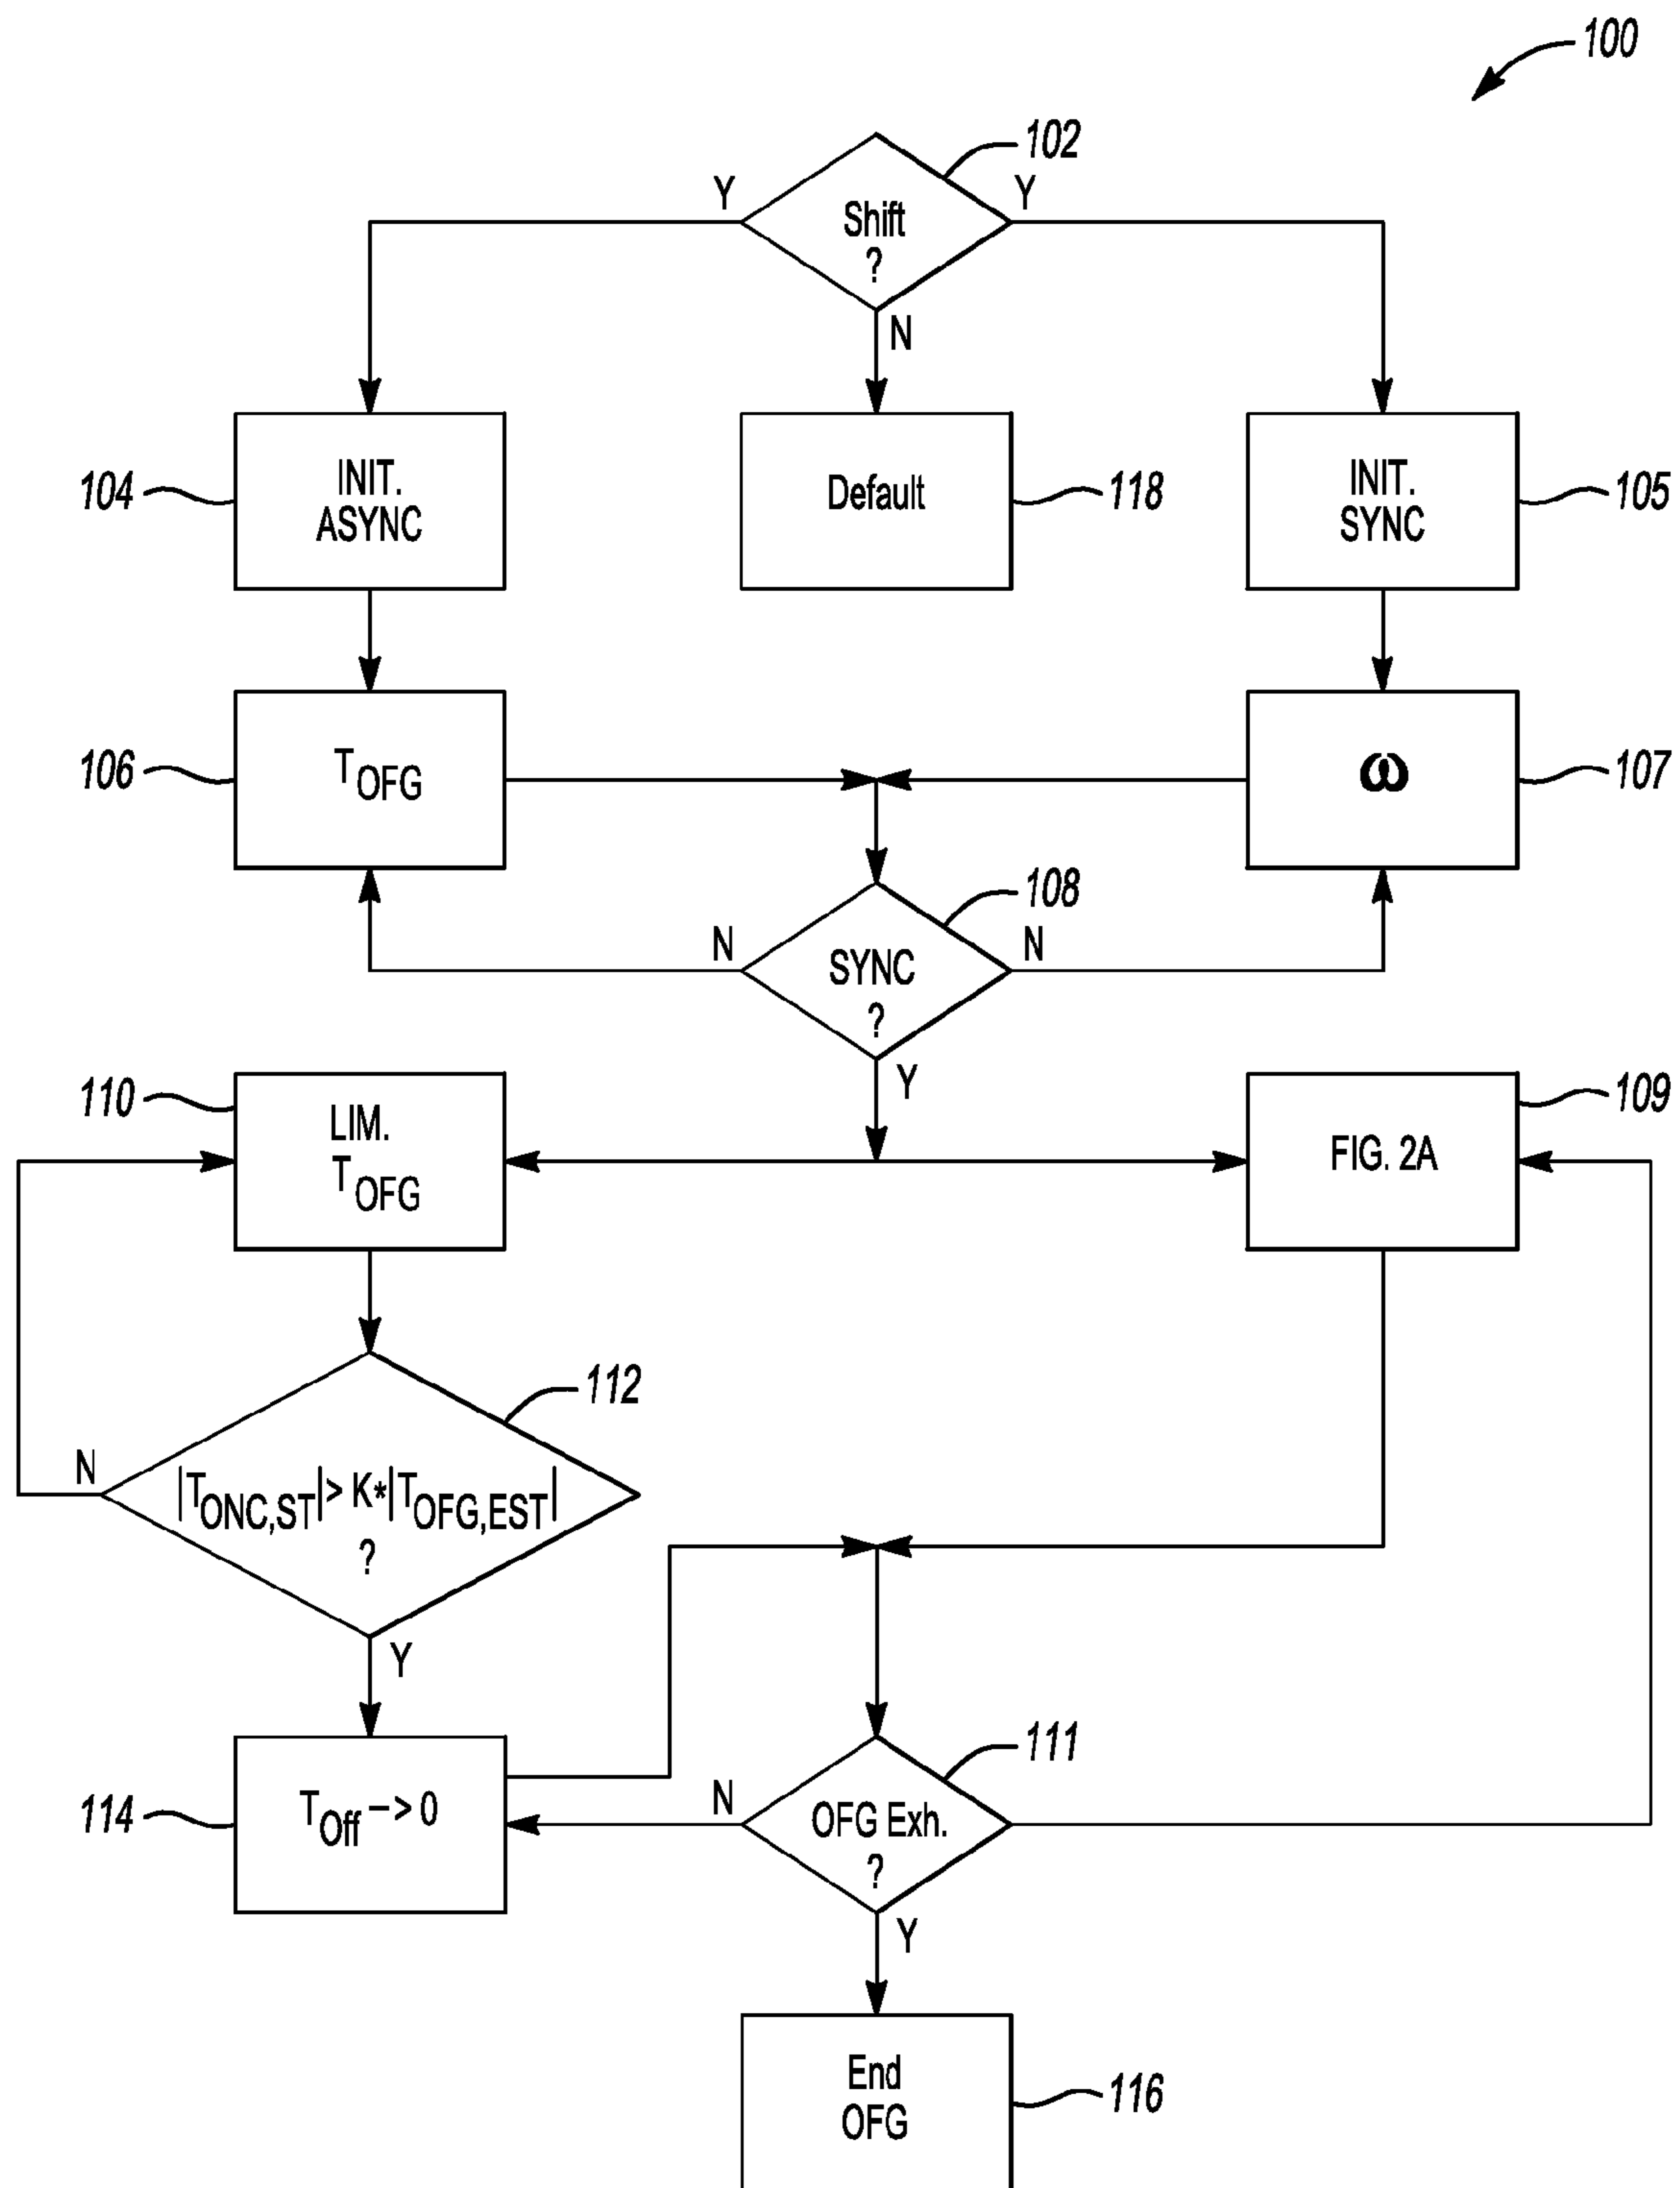 100
102
Y
Y
Shift
?
N
104
INIT.
ASYNC
Default
118
INIT.
SYNC
105
106
TOFG
ω
107
108
N
N
SYNC
?
Y
110
LIM.
TOFG
FIG. 2A
109
112
N
|TONC,ST|> K*|TOFG,EST|
?
Y
111
114
TOff –> 0
N
OFG Exh.
?
Y
End
OFG
116